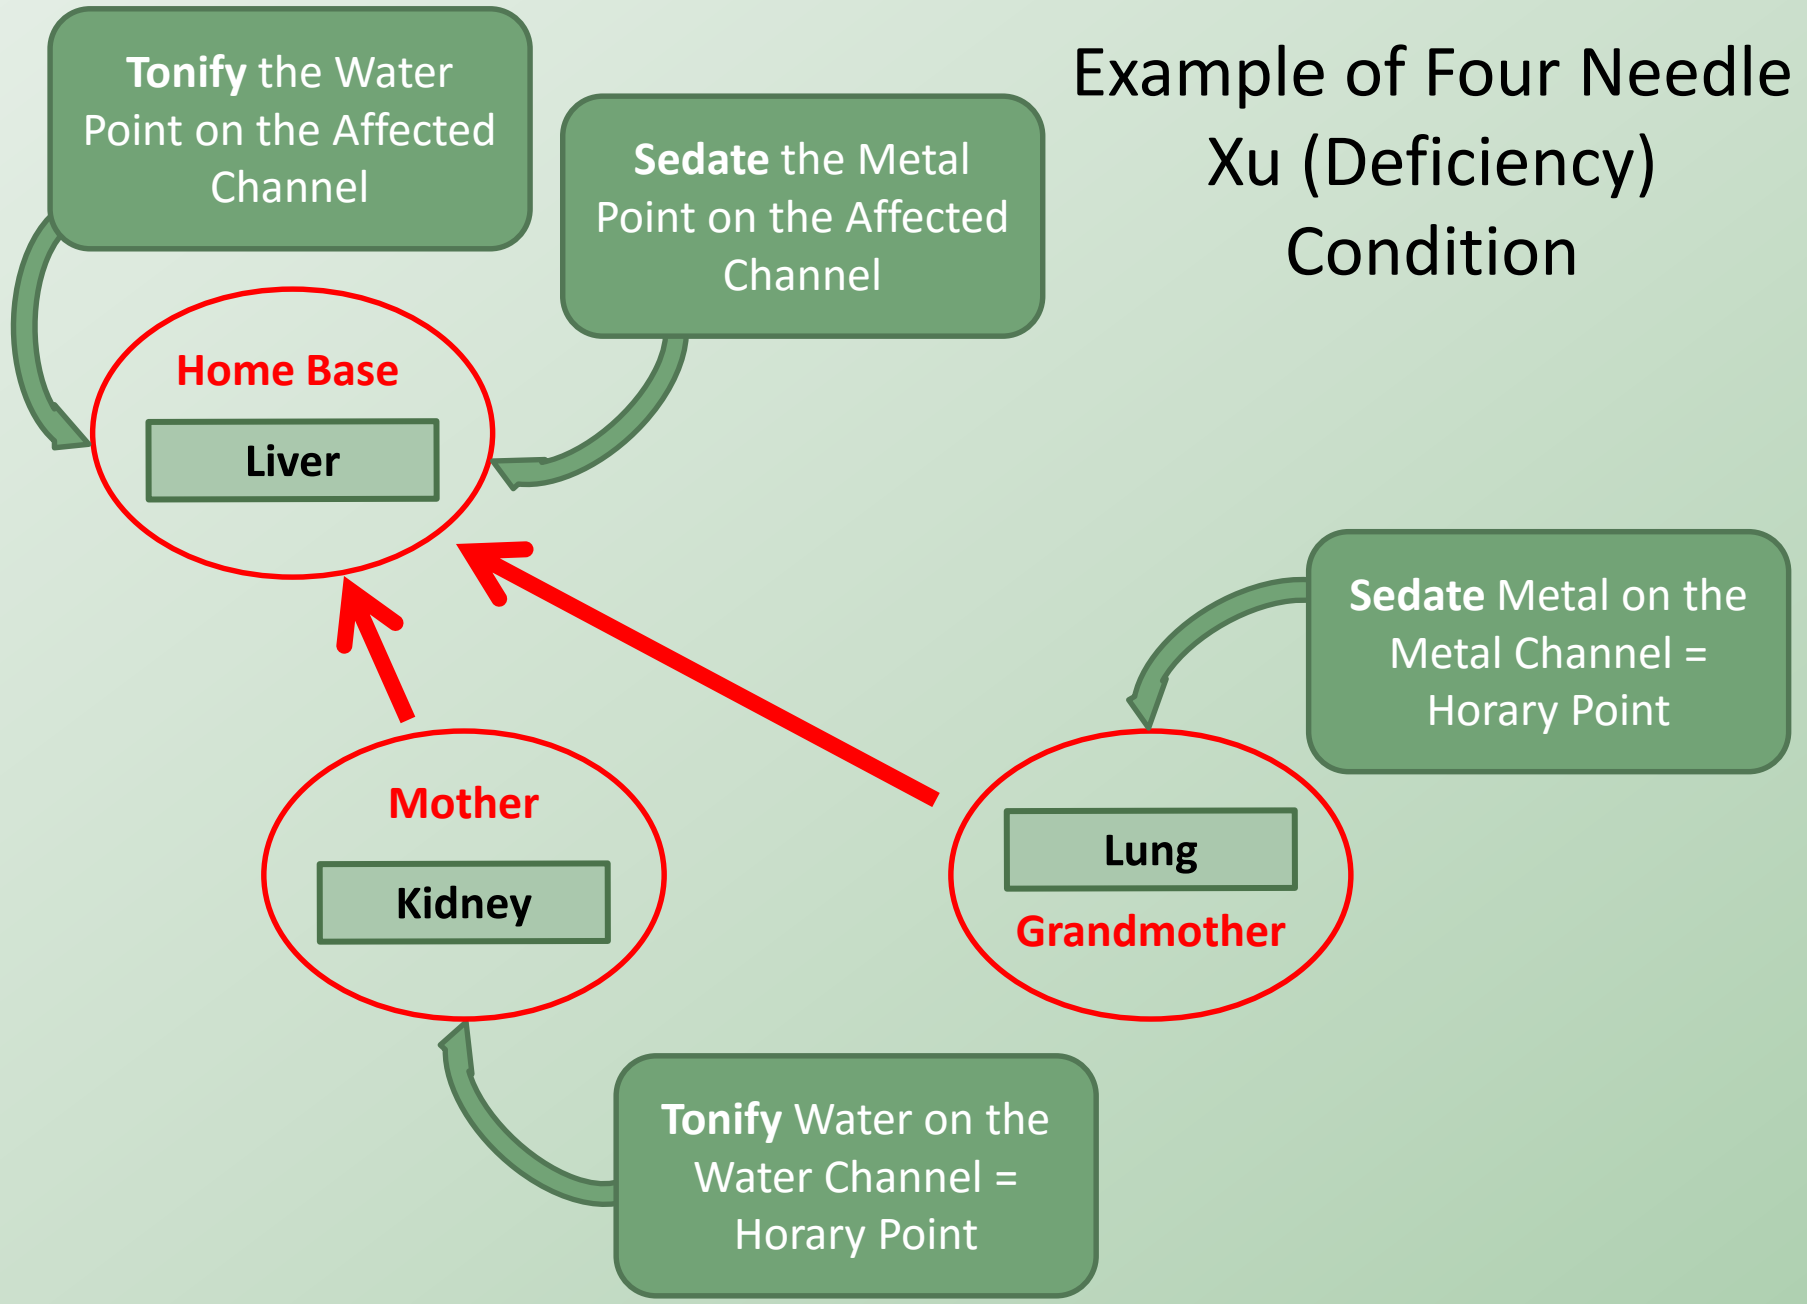 Example of Four Needle
Xu (Deficiency)
Condition
Tonify the Water
Point on the Affected
Channel
Sedate the Metal
Point on the Affected
Channel
Home Base
Liver
Sedate Metal on the
Metal Channel =
Horary Point
Mother
Kidney
Lung
Grandmother
Tonify Water on the
Water Channel =
Horary Point